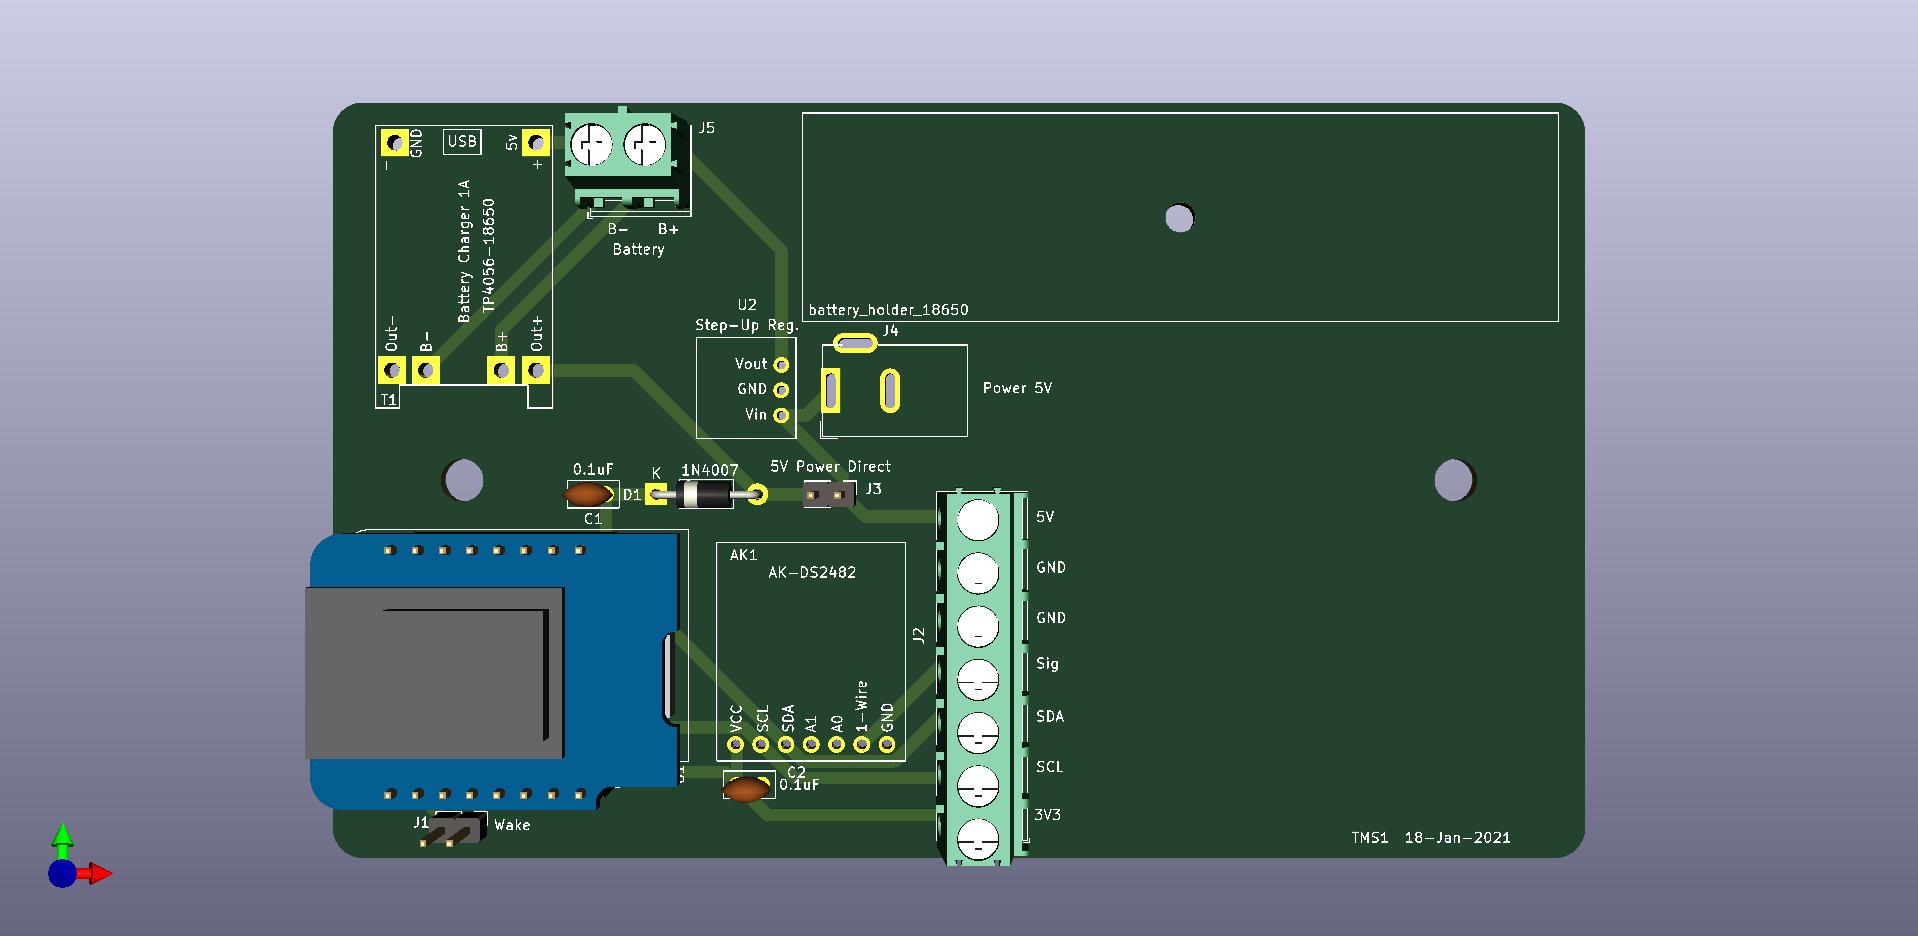 J5
GND
USB
5v
-
+
Battery Charger 1A
TP4056-18650
B- B+
Battery
Out-
B-
B+
Out+
T1
U2
Step-Up Reg.
Vout
GND
Vin
battery_holder_18650
J4
Power 5V
0.1uF
C1
D1
K
1N4007
5V Power Direct
J3
AK1
AK-DS2482
VCC
SCL
SDA
A1
A0
1-Wire
GND
J2
5V
GND
GND
Sig
SDA
SCL
3V3
C2
0.1uF
J1
Wake
TMS1 18-Jan-2021